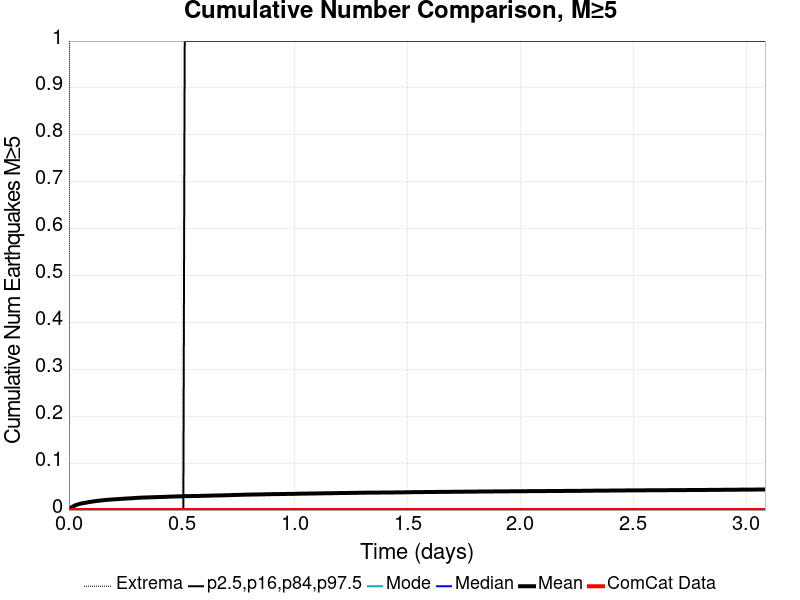 Cumulative Number Comparison, M≥5
Cumulative Num Earthquakes M≥5
1
0.9
0.8
0.7
0.6
0.5
0.4
0.3
0.2
0.1
0
0.0 0.5 1.0 1.5 2.0 2.5 3.0
Time (days)
Extrema p2.5,p16,p84,p97.5 Mode Median Mean ComCat Data